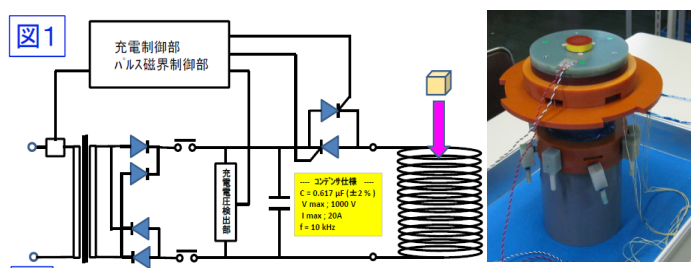 図1
充電制御部
パルス磁界制御部
充電電圧検出部
---- コンデンサ仕様 ----
C = 0.617 μF (±2 % )
V max ; 1000 V
I max ; 20A
f = 10 kHz